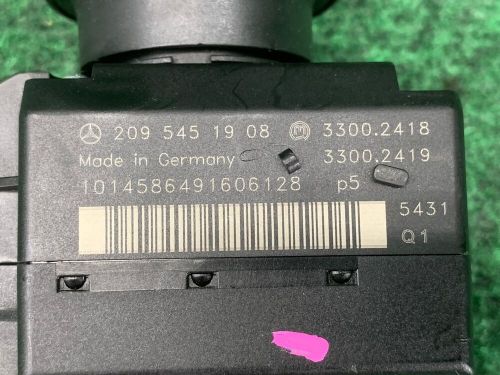 209 545 19 08 3300.2418
Made in Germany 3300.2419
1014586491606128 p5
5431
Q1